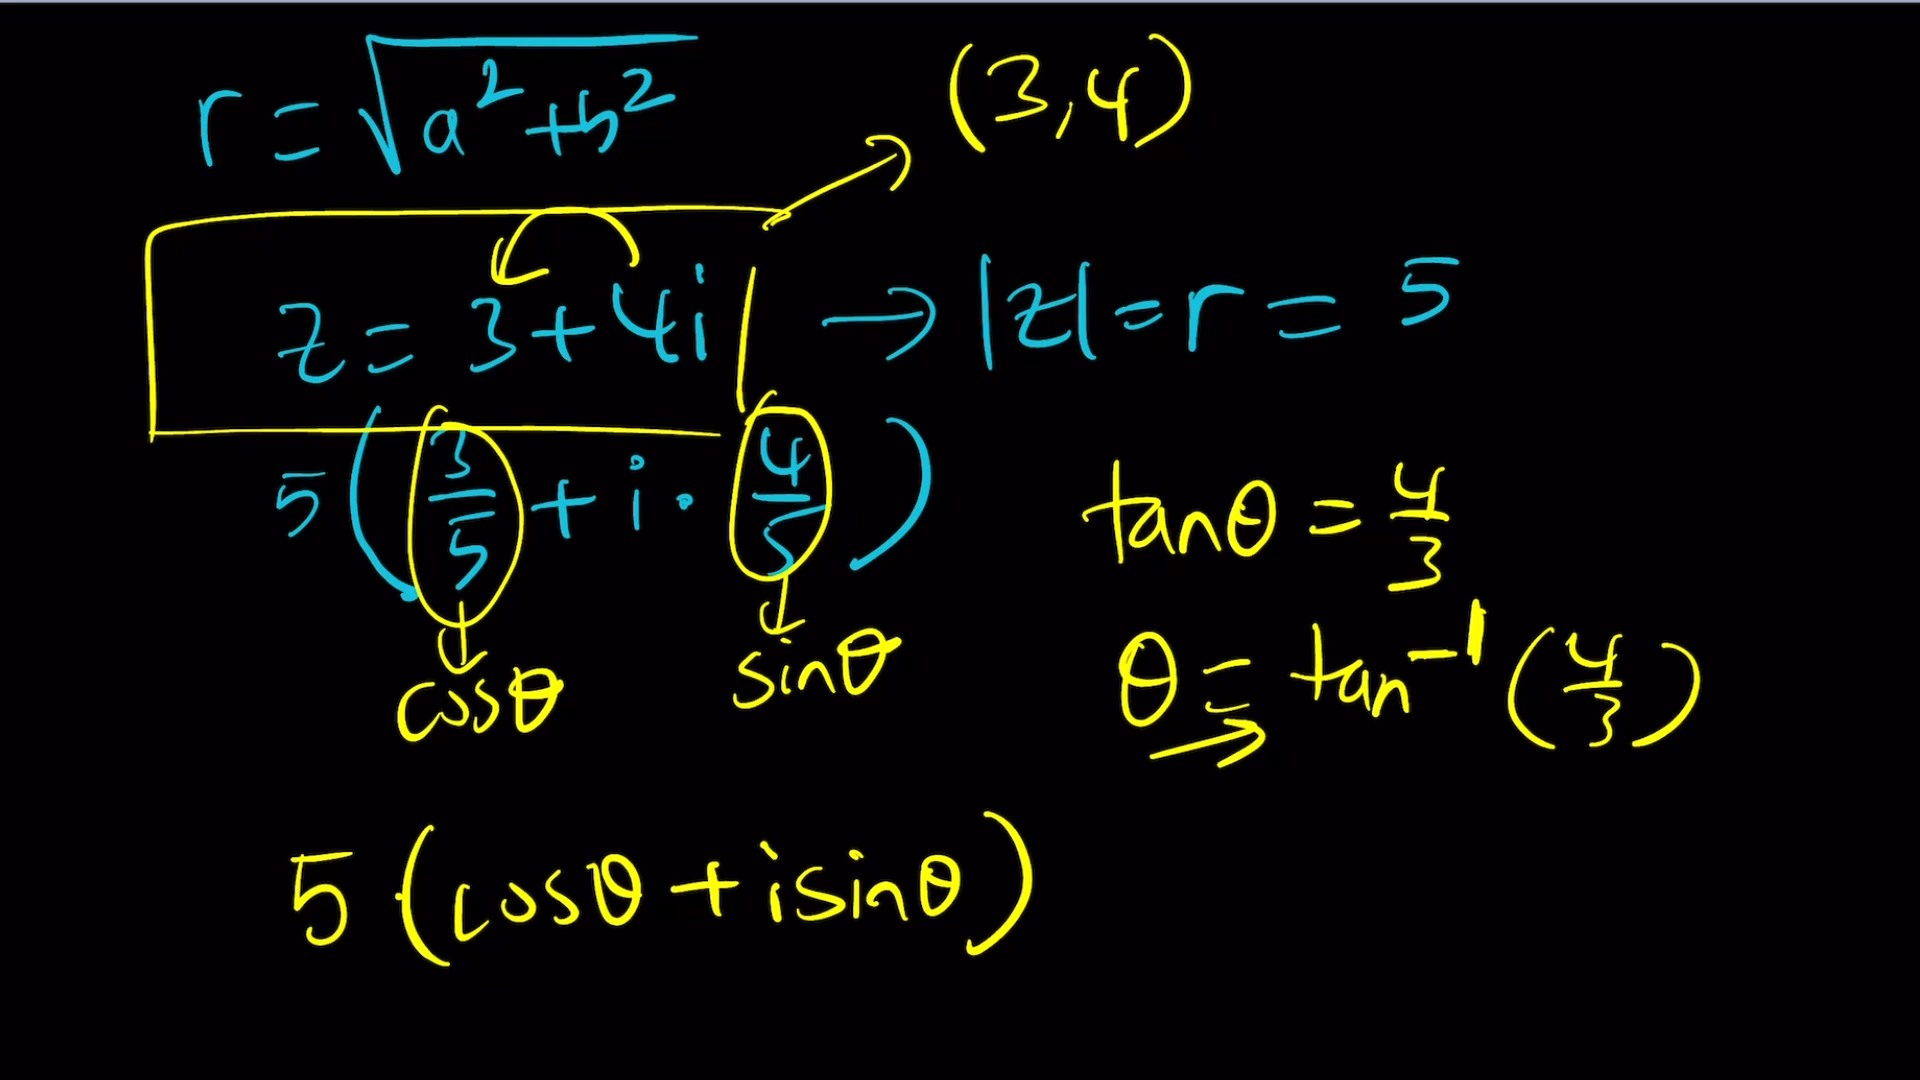 r = √(a² + b²)
(3, 4)
z = 3 + 4i → |z| = r = 5
5 ( 3/5 + i · 4/5 )
cosθ
sinθ
tanθ = 4/3
θ = tan⁻¹ (4/3)
5 (cosθ + isinθ)